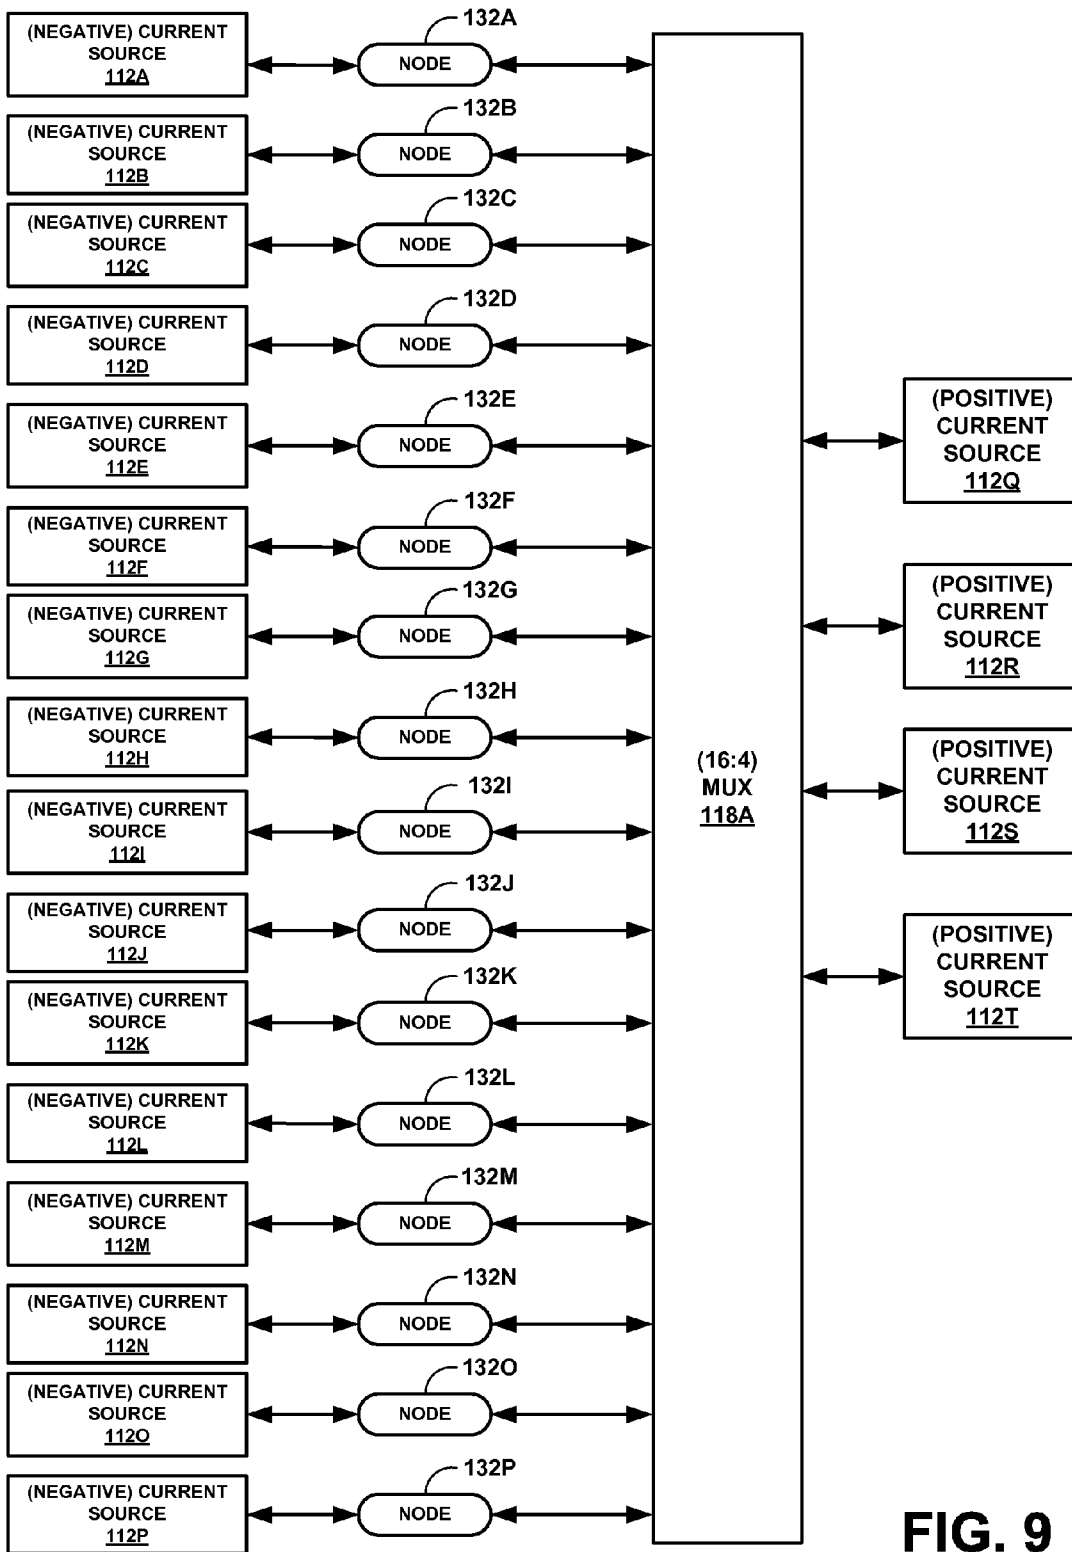 (NEGATIVE) CURRENT
SOURCE
112A
NODE
132A
(NEGATIVE) CURRENT
SOURCE
112B
NODE
132B
(NEGATIVE) CURRENT
SOURCE
112C
NODE
132C
(NEGATIVE) CURRENT
SOURCE
112D
NODE
132D
(NEGATIVE) CURRENT
SOURCE
112E
NODE
132E
(NEGATIVE) CURRENT
SOURCE
112F
NODE
132F
(NEGATIVE) CURRENT
SOURCE
112G
NODE
132G
(NEGATIVE) CURRENT
SOURCE
112H
NODE
132H
(NEGATIVE) CURRENT
SOURCE
112I
NODE
132I
(NEGATIVE) CURRENT
SOURCE
112J
NODE
132J
(NEGATIVE) CURRENT
SOURCE
112K
NODE
132K
(NEGATIVE) CURRENT
SOURCE
112L
NODE
132L
(NEGATIVE) CURRENT
SOURCE
112M
NODE
132M
(NEGATIVE) CURRENT
SOURCE
112N
NODE
132N
(NEGATIVE) CURRENT
SOURCE
112O
NODE
132O
(NEGATIVE) CURRENT
SOURCE
112P
NODE
132P
(16:4)
MUX
118A
(POSITIVE)
CURRENT
SOURCE
112Q
(POSITIVE)
CURRENT
SOURCE
112R
(POSITIVE)
CURRENT
SOURCE
112S
(POSITIVE)
CURRENT
SOURCE
112T
FIG. 9